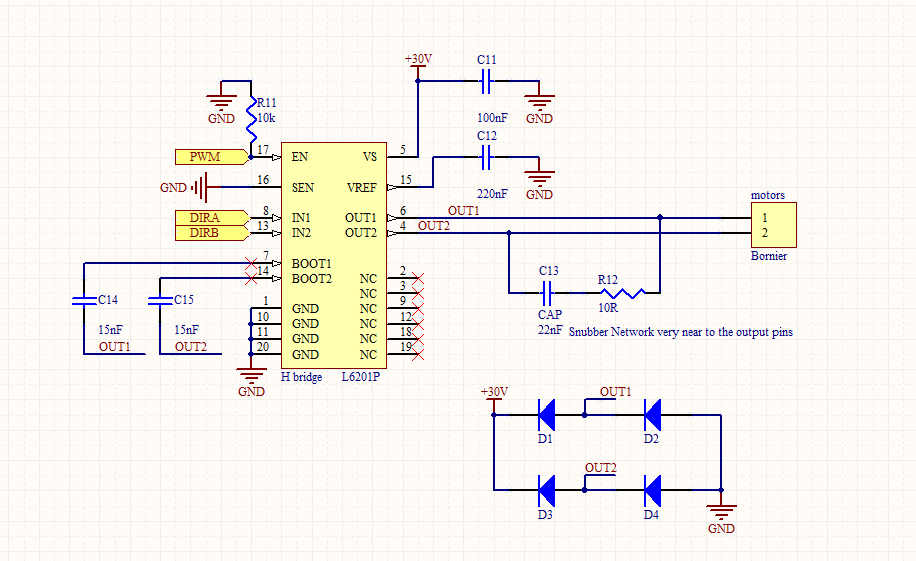 +30V
C11
100nF
GND
C12
220nF
GND
GND
R11
10k
PWM
17
EN
VS
5
GND
16
SEN
VREF
15
DIRA
8
IN1
OUT1
6
OUT1
DIRB
13
IN2
OUT2
4
OUT2
motors
1
2
Bornier
7
BOOT1
14
BOOT2
NC
2
NC
3
1
GND
NC
9
10
GND
NC
12
11
GND
NC
18
20
GND
NC
19
C14
15nF
OUT1
C15
15nF
OUT2
GND
H bridge
L6201P
C13
CAP
22nF
R12
10R
Snubber Network very near to the output pins
+30V
OUT1
D1
D2
OUT2
D3
D4
GND